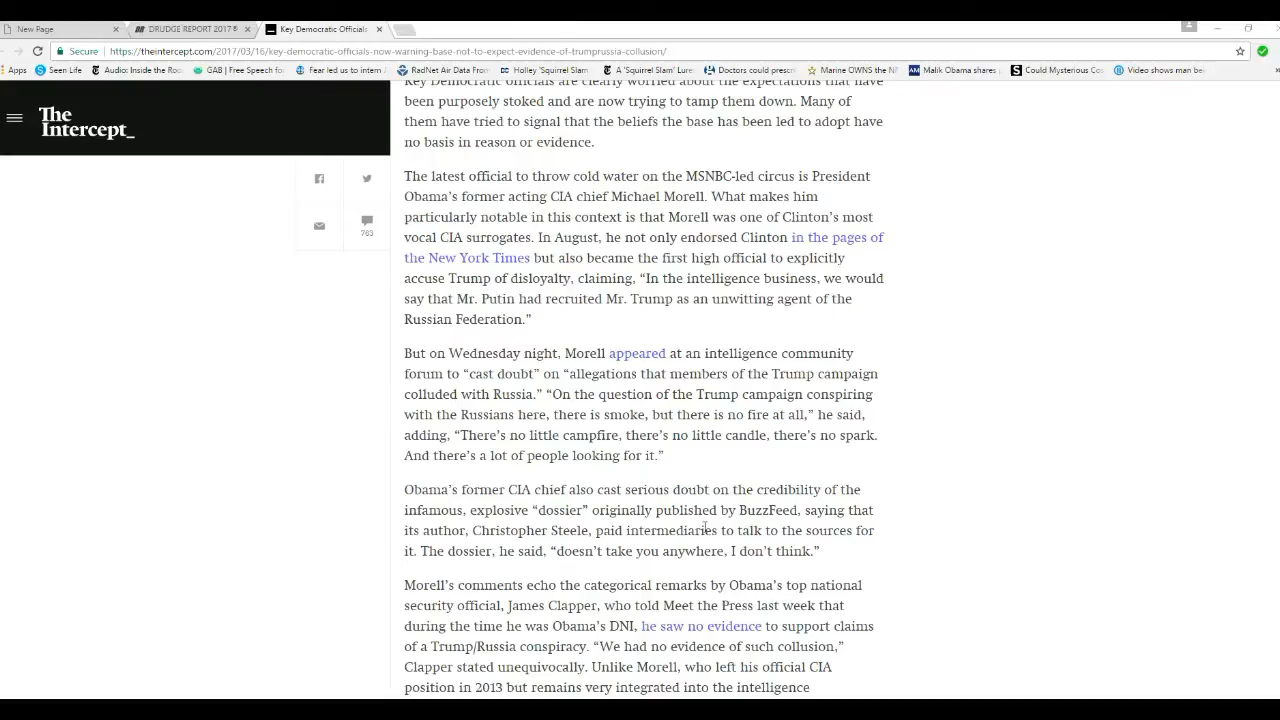 New Page
DRUDGE REPORT 2017®
Key Democratic Officials
Secure
https://theintercept.com/2017/03/16/key-democratic-officials-now-warning-base-not-to-expect-evidence-of-trumprussia-collusion/
Apps
Seen Life
Audio: Inside the Roo
GAB | Free Speech fo
Fear led us to intern J
RadNet Air Data From
Holley 'Squirrel Slam
A 'Squirrel Slam' Lure
Doctors could prescr
Marine OWNS the NF
Malik Obama shares
Could Mysterious Co
Video shows man bei
The
Intercept_
763
Key Democratic officials are clearly worried about the expectations that have
been purposely stoked and are now trying to tamp them down. Many of
them have tried to signal that the beliefs the base has been led to adopt have
no basis in reason or evidence.
The latest official to throw cold water on the MSNBC-led circus is President
Obama's former acting CIA chief Michael Morell. What makes him
particularly notable in this context is that Morell was one of Clinton's most
vocal CIA surrogates. In August, he not only endorsed Clinton in the pages of
the New York Times but also became the first high official to explicitly
accuse Trump of disloyalty, claiming, “In the intelligence business, we would
say that Mr. Putin had recruited Mr. Trump as an unwitting agent of the
Russian Federation.”
But on Wednesday night, Morell appeared at an intelligence community
forum to “cast doubt” on “allegations that members of the Trump campaign
colluded with Russia.” “On the question of the Trump campaign conspiring
with the Russians here, there is smoke, but there is no fire at all,” he said,
adding, “There's no little campfire, there's no little candle, there's no spark.
And there's a lot of people looking for it.”
Obama's former CIA chief also cast serious doubt on the credibility of the
infamous, explosive “dossier” originally published by BuzzFeed, saying that
its author, Christopher Steele, paid intermediaries to talk to the sources for
it. The dossier, he said, “doesn't take you anywhere, I don't think.”
Morell's comments echo the categorical remarks by Obama's top national
security official, James Clapper, who told Meet the Press last week that
during the time he was Obama's DNI, he saw no evidence to support claims
of a Trump/Russia conspiracy. “We had no evidence of such collusion,”
Clapper stated unequivocally. Unlike Morell, who left his official CIA
position in 2013 but remains very integrated into the intelligence